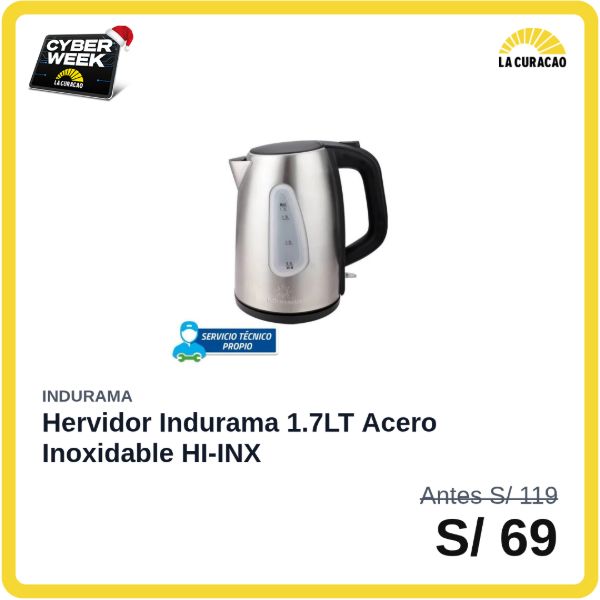 CYBER
WEEK
LA CURACAO
LA CURACAO
SERVICIO TÉCNICO
PROPIO
INDURAMA
Hervidor Indurama 1.7LT Acero
Inoxidable HI-INX
Antes S/ 119
S/ 69